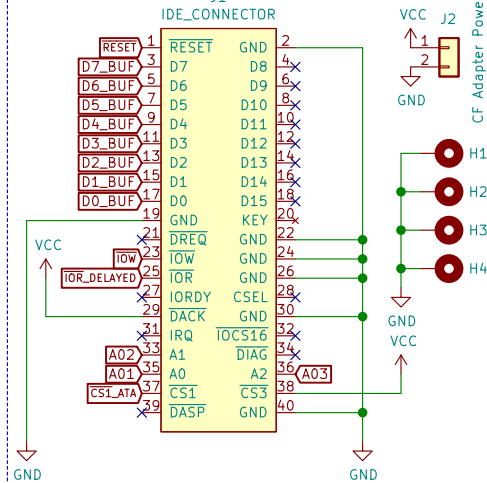 IDE_CONNECTOR
RESET 1 RESET GND 2
D7_BUF 3 D7 D8 4
D6_BUF 5 D6 D9 6
D5_BUF 7 D5 D10 8
D4_BUF 9 D4 D11 10
D3_BUF 11 D3 D12 12
D2_BUF 13 D2 D13 14
D1_BUF 15 D1 D14 16
D0_BUF 17 D0 D15 18
19 GND KEY 20
21 DREQ GND 22
IOW 23 IOW GND 24
IOR_DELAYED 25 IOR GND 26
27 IORDY CSEL 28
29 DACK GND 30
31 IRQ IOCS16 32
A02 33 A1 DIAG 34
A01 35 A0 A2 36 A03
CS1_ATA 37 CS1 CS3 38
39 DASP GND 40
VCC
GND
GND
VCC J2
1
2
GND
CF Adapter Powe
H1
H2
H3
H4
GND
VCC